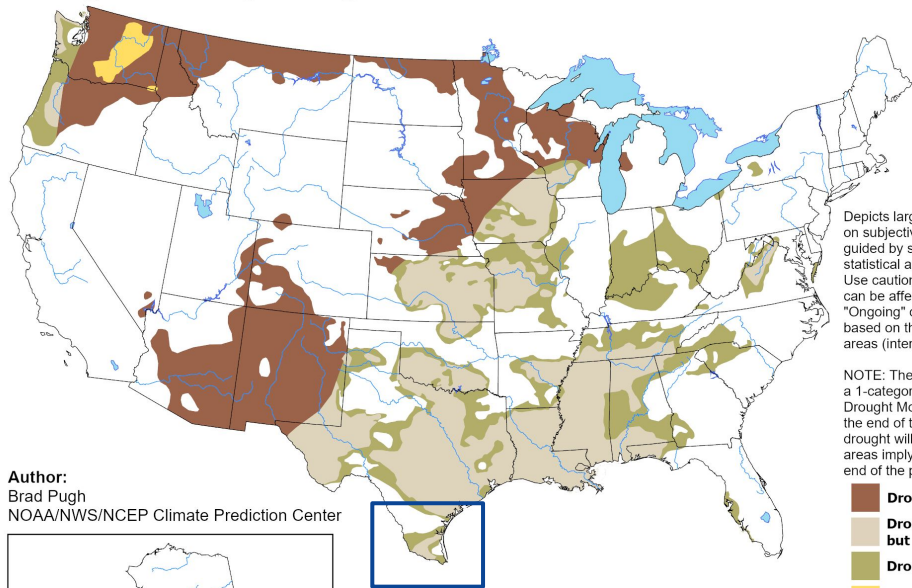 Author:
Brad Pugh
NOAA/NWS/NCEP Climate Prediction Center
Depicts larg
on subjectiv
guided by s
statistical a
Use caution
can be affe
"Ongoing" d
based on th
areas (inter
NOTE: The
a 1-categor
Drought Mo
the end of t
drought will
areas imply
end of the p
Dro
Dro
but
Dro